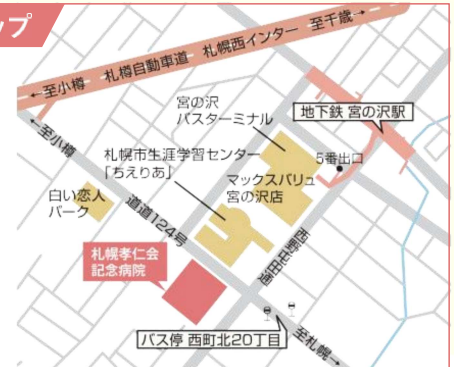 ップ
←至小樽 札樽自動車道 札幌西インター 至千歳→
←至小樽
宮の沢
バスターミナル
地下鉄 宮の沢駅
札幌市生涯学習センター
「ちえりあ」
5番出口
マックスバリュ
宮の沢店
白い恋人
パーク
道道124号
西野屯田通
札幌孝仁会
記念病院
バス停 西町北20丁目
至札幌→